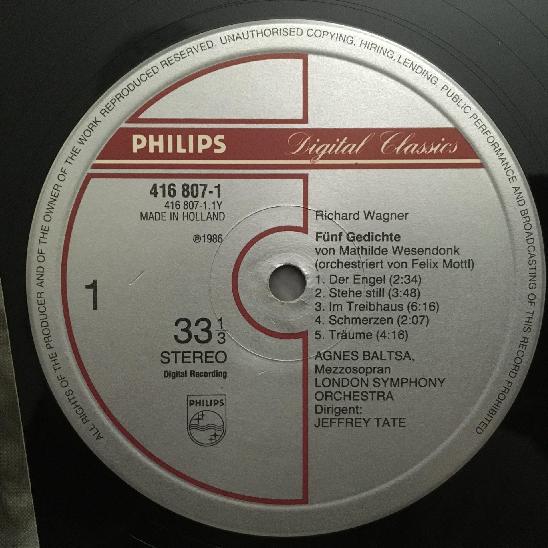 ALL RIGHTS OF THE PRODUCER AND OF THE OWNER OF THE WORK REPRODUCED RESERVED. UNAUTHORISED COPYING, HIRING, LENDING, PUBLIC PERFORMANCE AND BROADCASTING OF THIS RECORD PROHIBITED
PHILIPS
Digital Classics
416 807-1
416 807-1.1Y
MADE IN HOLLAND
℗1986
1
33 1/3
STEREO
Digital Recording
PHILIPS
Richard Wagner
Fünf Gedichte
von Mathilde Wesendonk
(orchestriert von Felix Mottl)
1. Der Engel (2:34)
2. Stehe still (3:48)
3. Im Treibhaus (6:16)
4. Schmerzen (2:07)
5. Träume (4:16)
AGNES BALTSA,
Mezzosopran
LONDON SYMPHONY
ORCHESTRA
Dirigent:
JEFFREY TATE